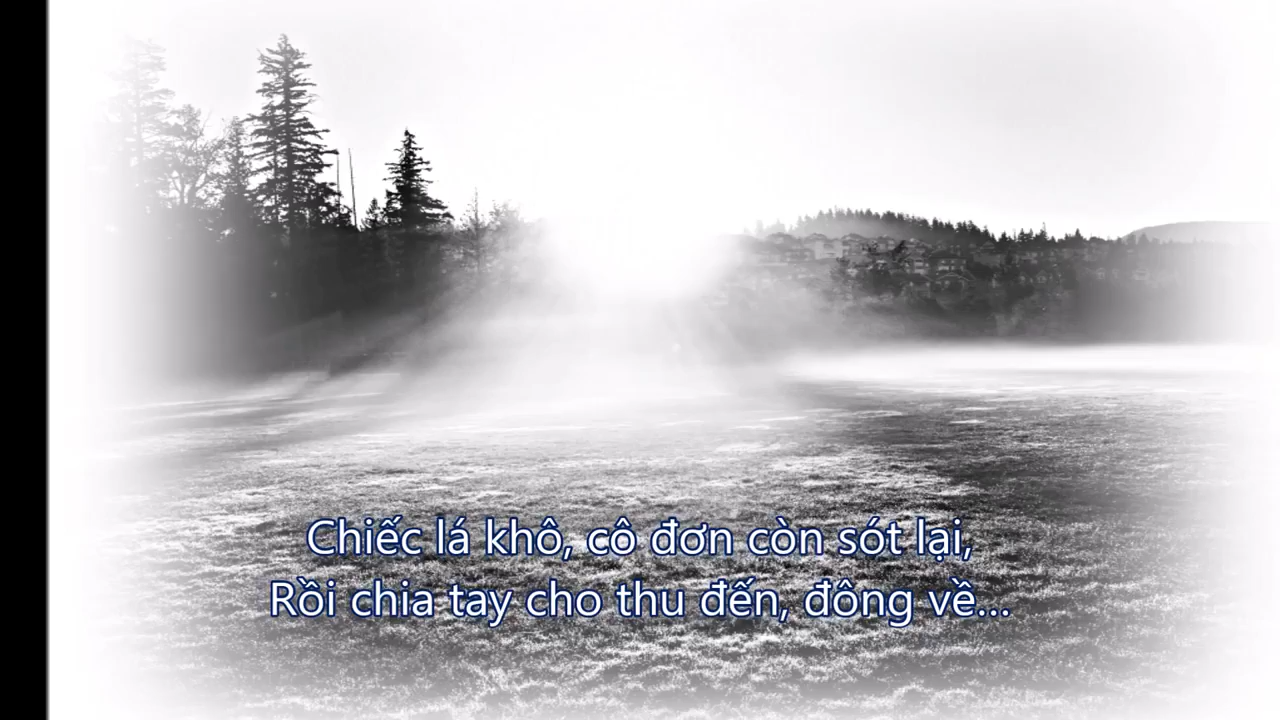 Chiếc lá khô, cô đơn còn sót lại,
Rồi chia tay cho thu đến, đông về...